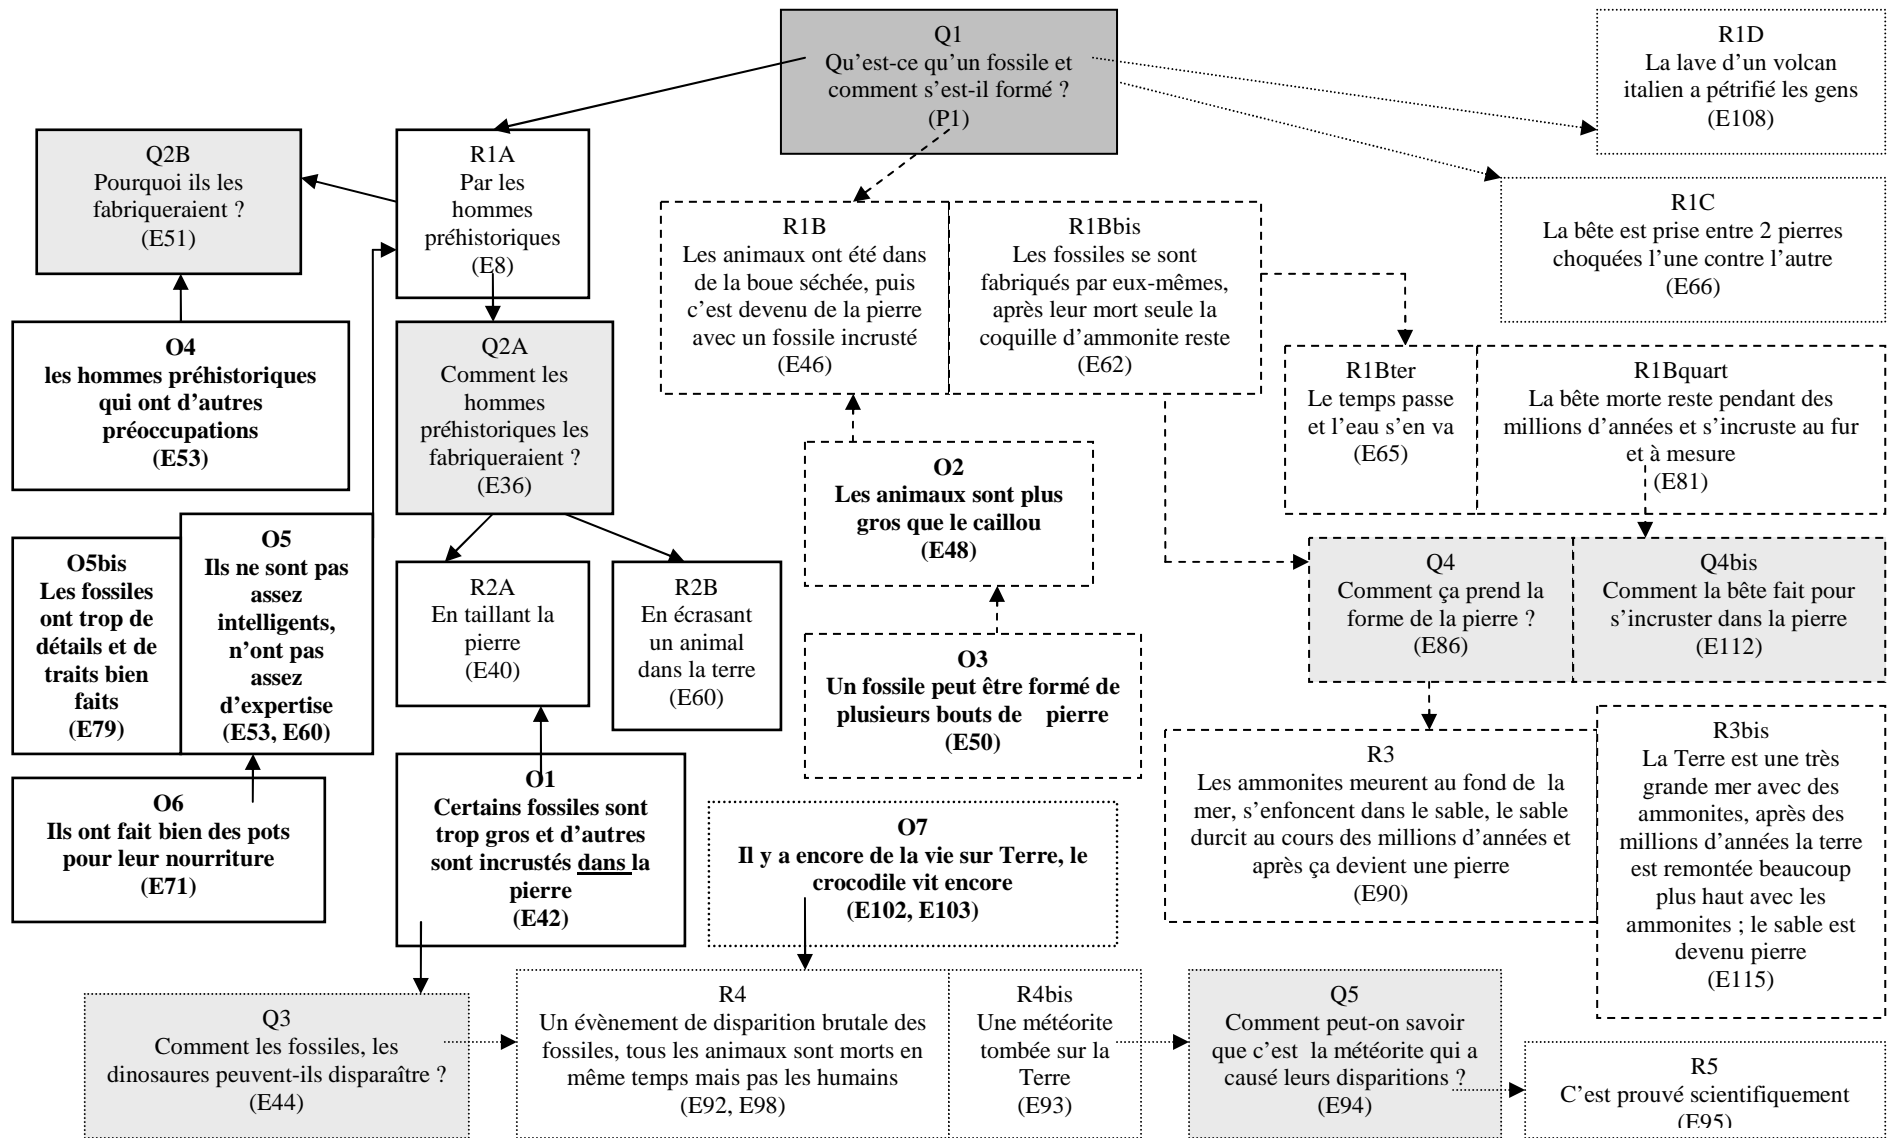 Q1
Qu’est-ce qu’un fossile et
comment s’est-il formé ?
(P1)
R1D
La lave d’un volcan
italien a pétrifié les gens
(E108)
Q2B
Pourquoi ils les
fabriqueraient ?
(E51)
R1A
Par les
hommes
préhistoriques
(E8)
R1B
Les animaux ont été dans
de la boue séchée, puis
c’est devenu de la pierre
avec un fossile incrusté
(E46)
R1Bbis
Les fossiles se sont
fabriqués par eux-mêmes,
après leur mort seule la
coquille d’ammonite reste
(E62)
R1C
La bête est prise entre 2 pierres
choquées l’une contre l’autre
(E66)
O4
les hommes préhistoriques
qui ont d’autres
préoccupations
(E53)
Q2A
Comment les
hommes
préhistoriques les
fabriqueraient ?
(E36)
R1Bter
Le temps passe
et l’eau s’en va
(E65)
R1Bquart
La bête morte reste pendant des
millions d’années et s’incruste au fur
et à mesure
(E81)
O2
Les animaux sont plus
gros que le caillou
(E48)
O5bis
Les fossiles
ont trop de
détails et de
traits bien
faits
(E79)
O5
Ils ne sont pas
assez
intelligents,
n’ont pas
assez
d’expertise
(E53, E60)
R2A
En taillant la
pierre
(E40)
R2B
En écrasant
un animal
dans la terre
(E60)
Q4
Comment ça prend la
forme de la pierre ?
(E86)
Q4bis
Comment la bête fait pour
s’incruster dans la pierre
(E112)
O3
Un fossile peut être formé de
plusieurs bouts de pierre
(E50)
O6
Ils ont fait bien des pots
pour leur nourriture
(E71)
O1
Certains fossiles sont
trop gros et d’autres
sont incrustés dans la
pierre
(E42)
O7
Il y a encore de la vie sur Terre, le
crocodile vit encore
(E102, E103)
R3
Les ammonites meurent au fond de la
mer, s’enfoncent dans le sable, le sable
durcit au cours des millions d’années et
après ça devient une pierre
(E90)
R3bis
La Terre est une très
grande mer avec des
ammonites, après des
millions d’années la terre
est remontée beaucoup
plus haut avec les
ammonites ; le sable est
devenu pierre
(E115)
Q3
Comment les fossiles, les
dinosaures peuvent-ils disparaître ?
(E44)
R4
Un évènement de disparition brutale des
fossiles, tous les animaux sont morts en
même temps mais pas les humains
(E92, E98)
R4bis
Une météorite
tombée sur la
Terre
(E93)
Q5
Comment peut-on savoir
que c’est la météorite qui a
causé leurs disparitions ?
(E94)
R5
C’est prouvé scientifiquement
(E95)